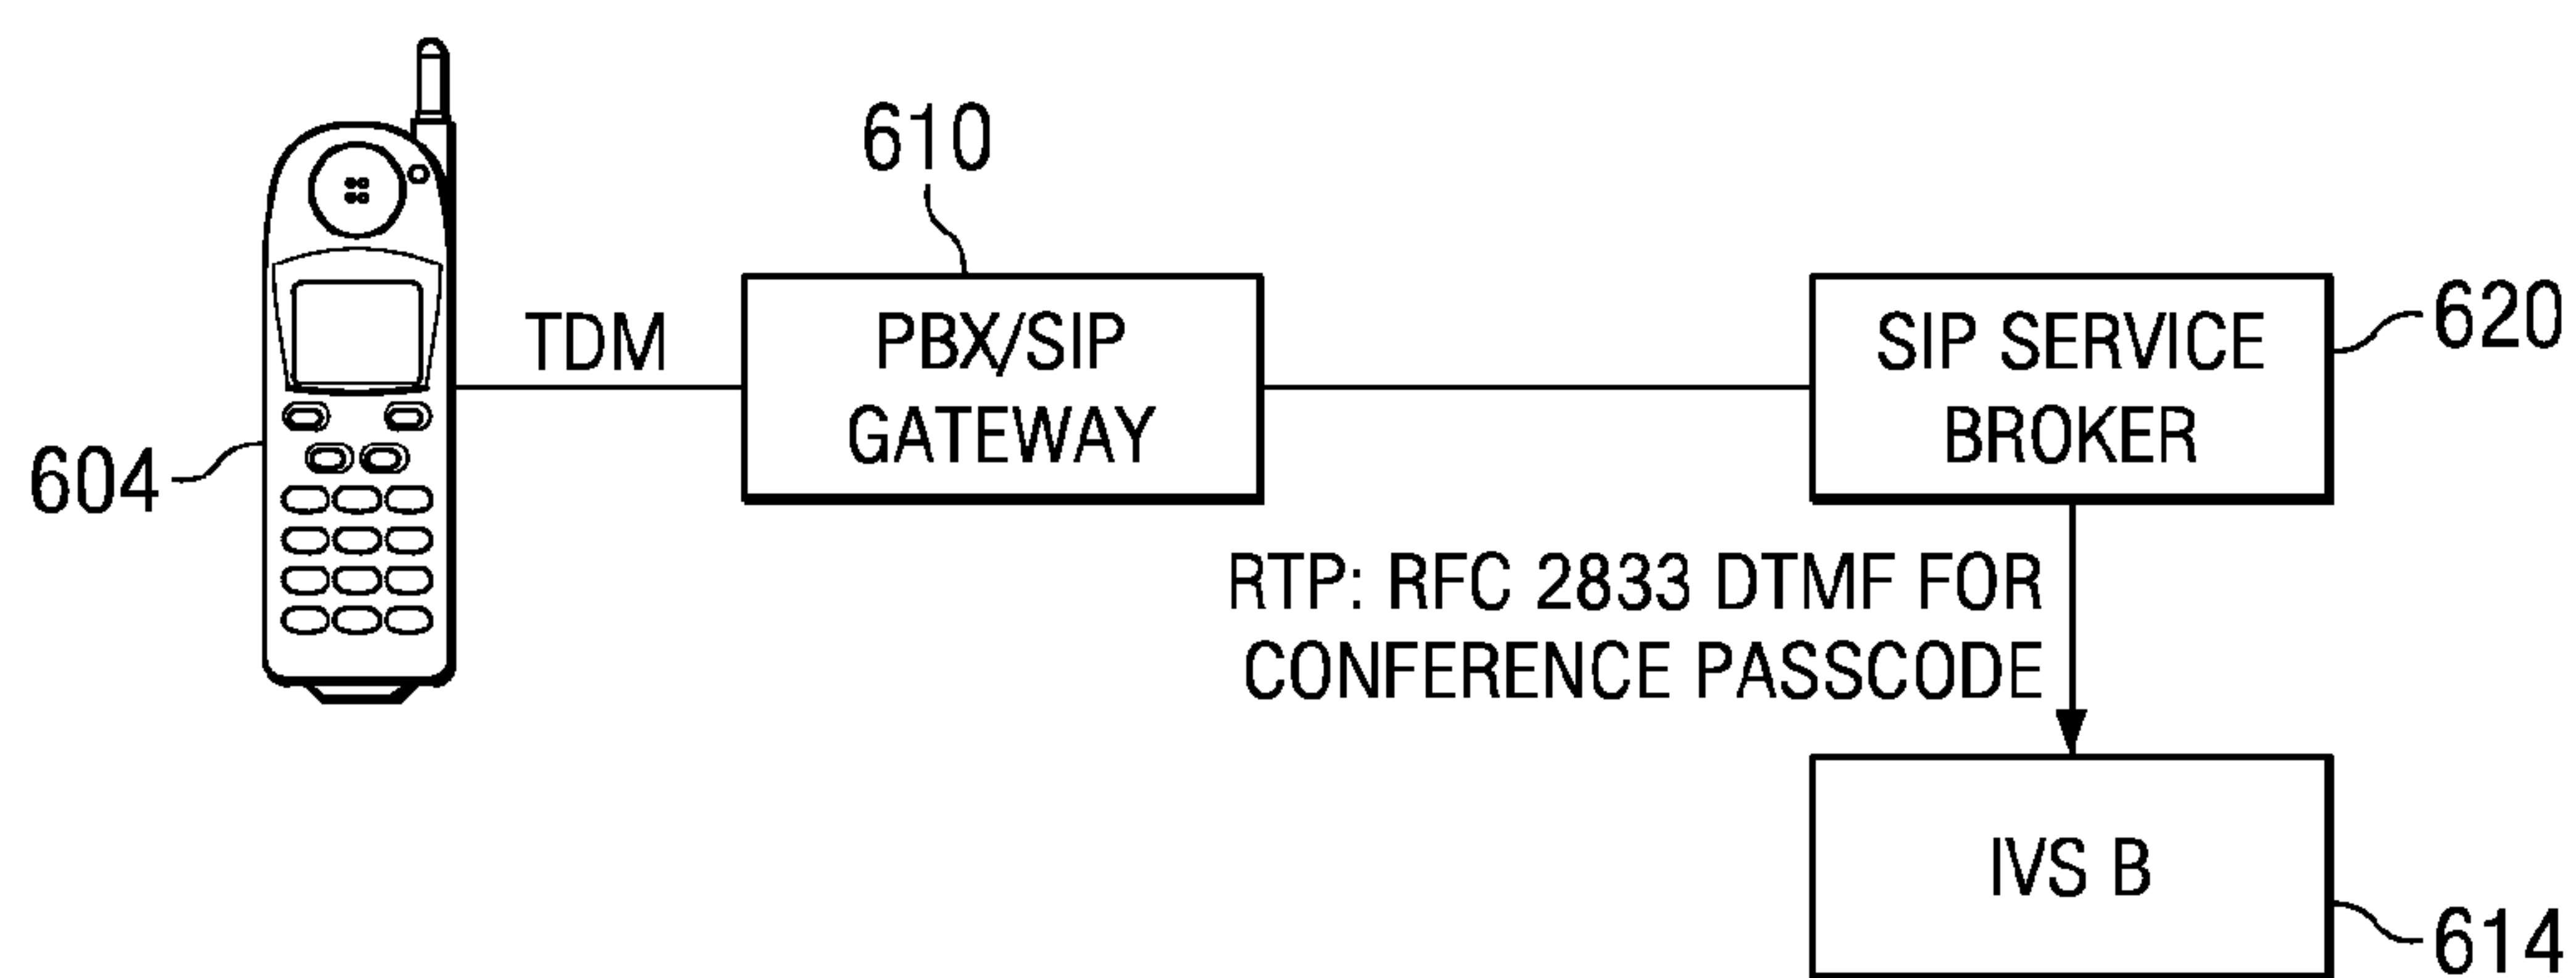 610
TDM
PBX/SIP
GATEWAY
SIP SERVICE
BROKER
620
604
RTP: RFC 2833 DTMF FOR
CONFERENCE PASSCODE
IVS B
614